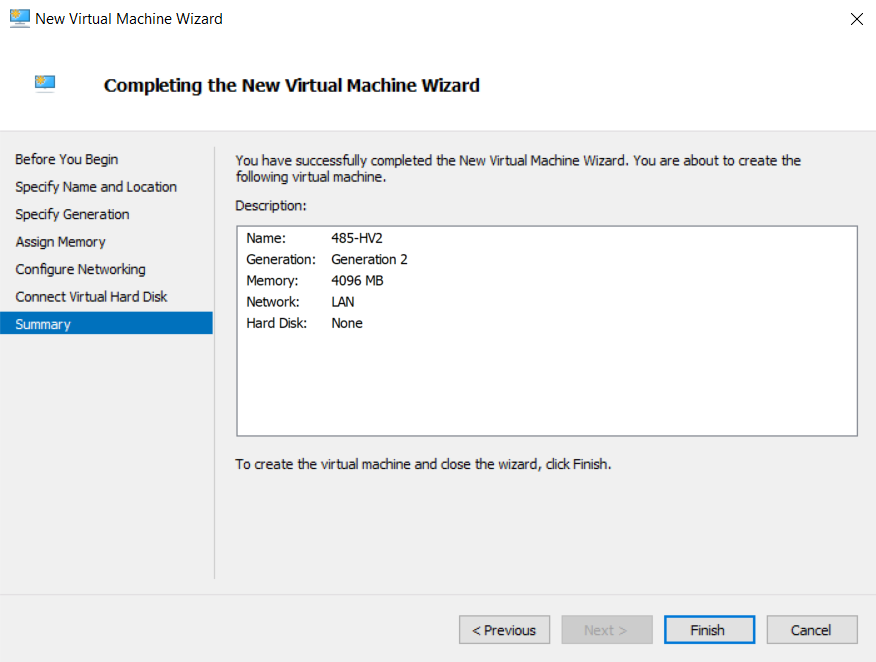 New Virtual Machine Wizard
Completing the New Virtual Machine Wizard
Before You Begin
Specify Name and Location
Specify Generation
Assign Memory
Configure Networking
Connect Virtual Hard Disk
Summary
You have successfully completed the New Virtual Machine Wizard. You are about to create the
following virtual machine.
Description:
Name: 485-HV2
Generation: Generation 2
Memory: 4096 MB
Network: LAN
Hard Disk: None
To create the virtual machine and close the wizard, click Finish.
< Previous Next > Finish Cancel